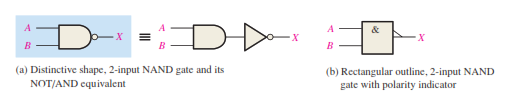 A
B
X
≡
A
B
X
A
B
&
X
(a) Distinctive shape, 2-input NAND gate and its
NOT/AND equivalent
(b) Rectangular outline, 2-input NAND
gate with polarity indicator